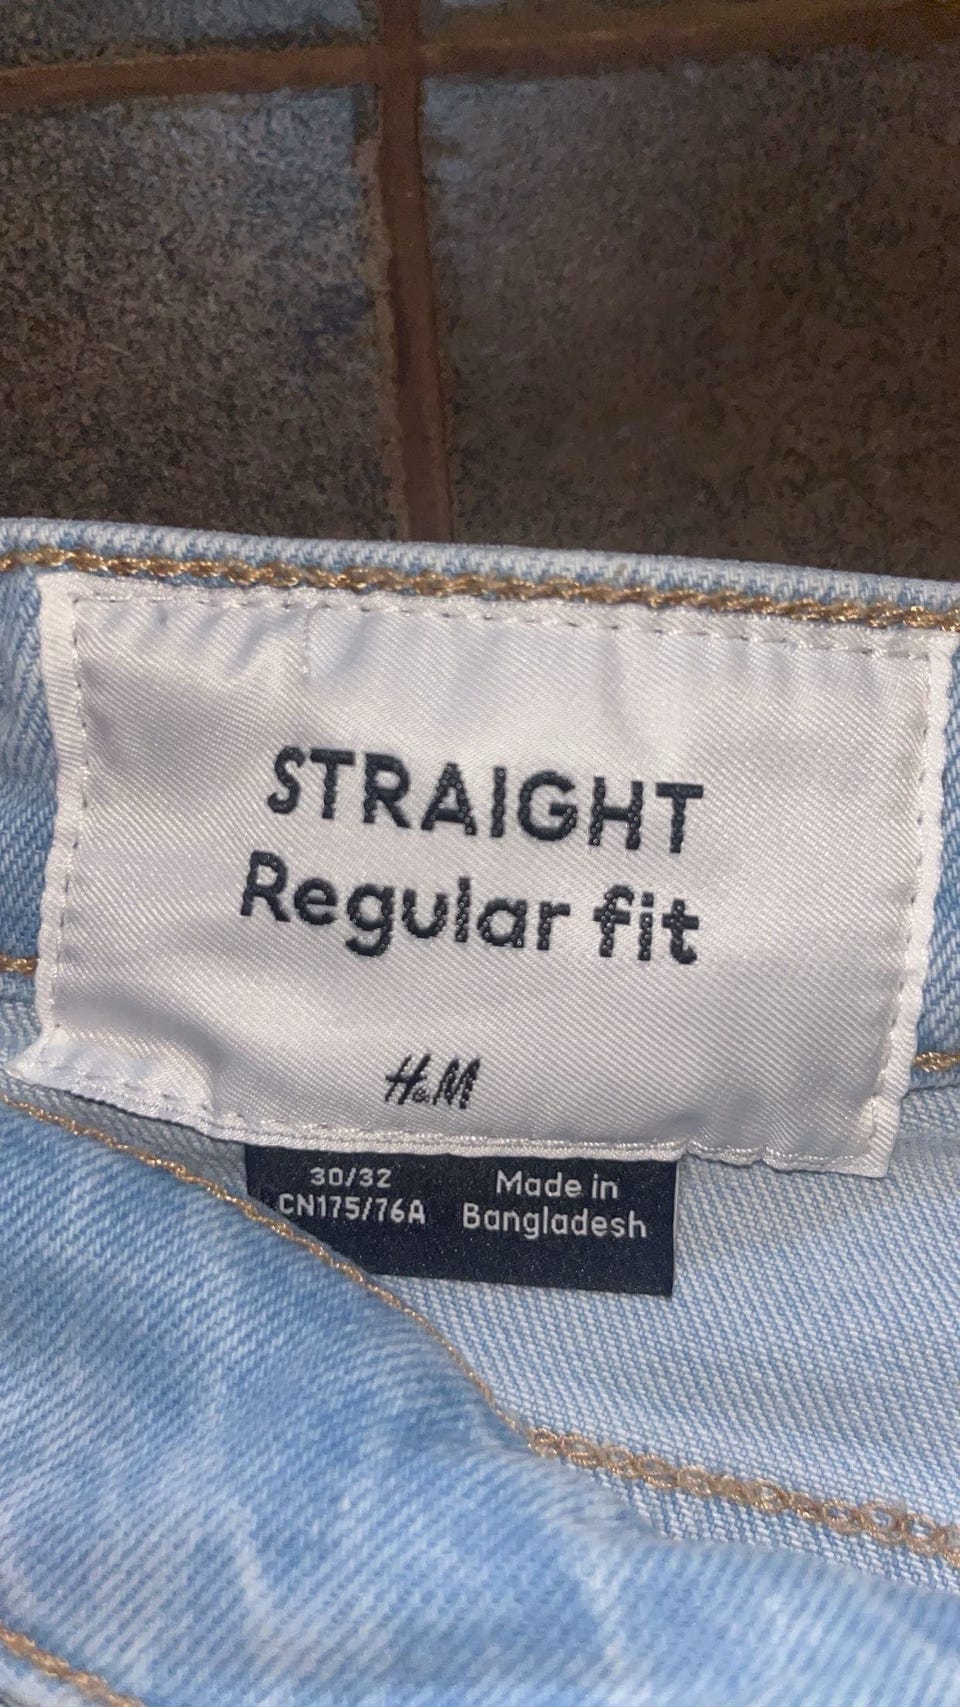 STRAIGHT
Regular fit
H&M
30/32
CN175/76A
Made in
Bangladesh